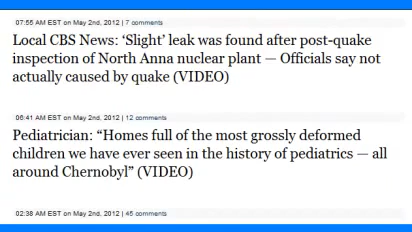 07:55 AM EST on May 2nd, 2012 | 7 comments
Local CBS News: ‘Slight’ leak was found after post-quake
inspection of North Anna nuclear plant — Officials say not
actually caused by quake (VIDEO)
06:41 AM EST on May 2nd, 2012 | 12 comments
Pediatrician: “Homes full of the most grossly deformed
children we have ever seen in the history of pediatrics — all
around Chernobyl” (VIDEO)
02:38 AM EST on May 2nd, 2012 | 45 comments